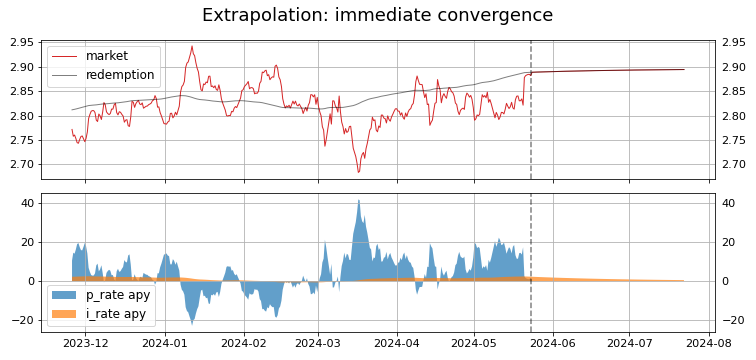 Extrapolation: immediate convergence
2.95 2.95
market
redemption
2.90 2.90
2.85 2.85
2.80 2.80
2.75 2.75
2.70 2.70
40 40
20 20
0 0
p_rate apy
i_rate apy
−20 −20
2023-12 2024-01 2024-02 2024-03 2024-04 2024-05 2024-06 2024-07 2024-08